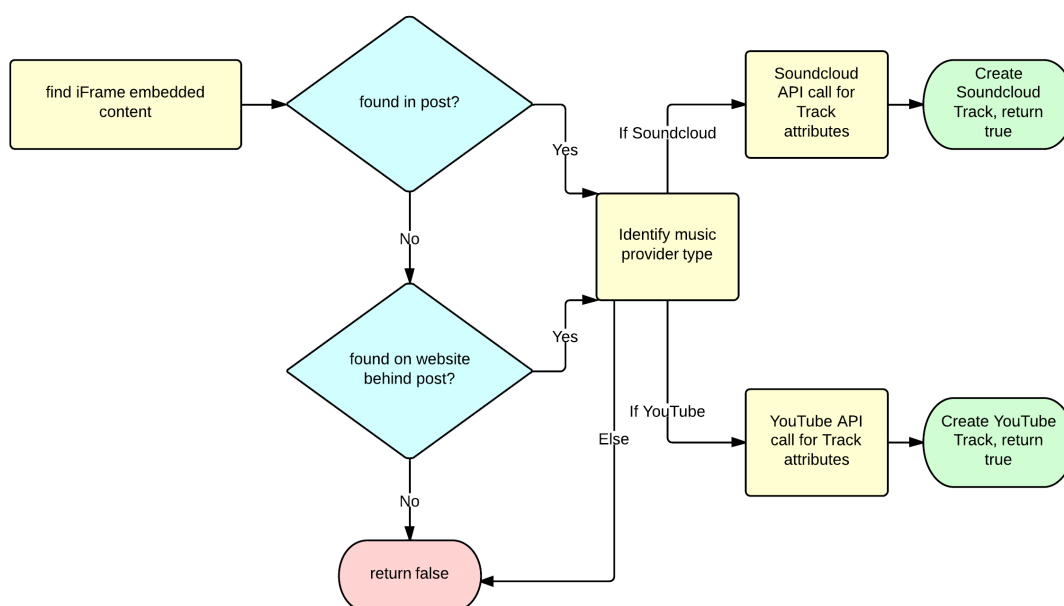 find iFrame embedded
content
found in post?
Yes
No
found on website
behind post?
Yes
No
return false
Identify music
provider type
If Soundcloud
Soundcloud
API call for
Track
attributes
Create
Soundcloud
Track, return
true
If YouTube
YouTube API
call for Track
attributes
Create YouTube
Track, return
true
Else